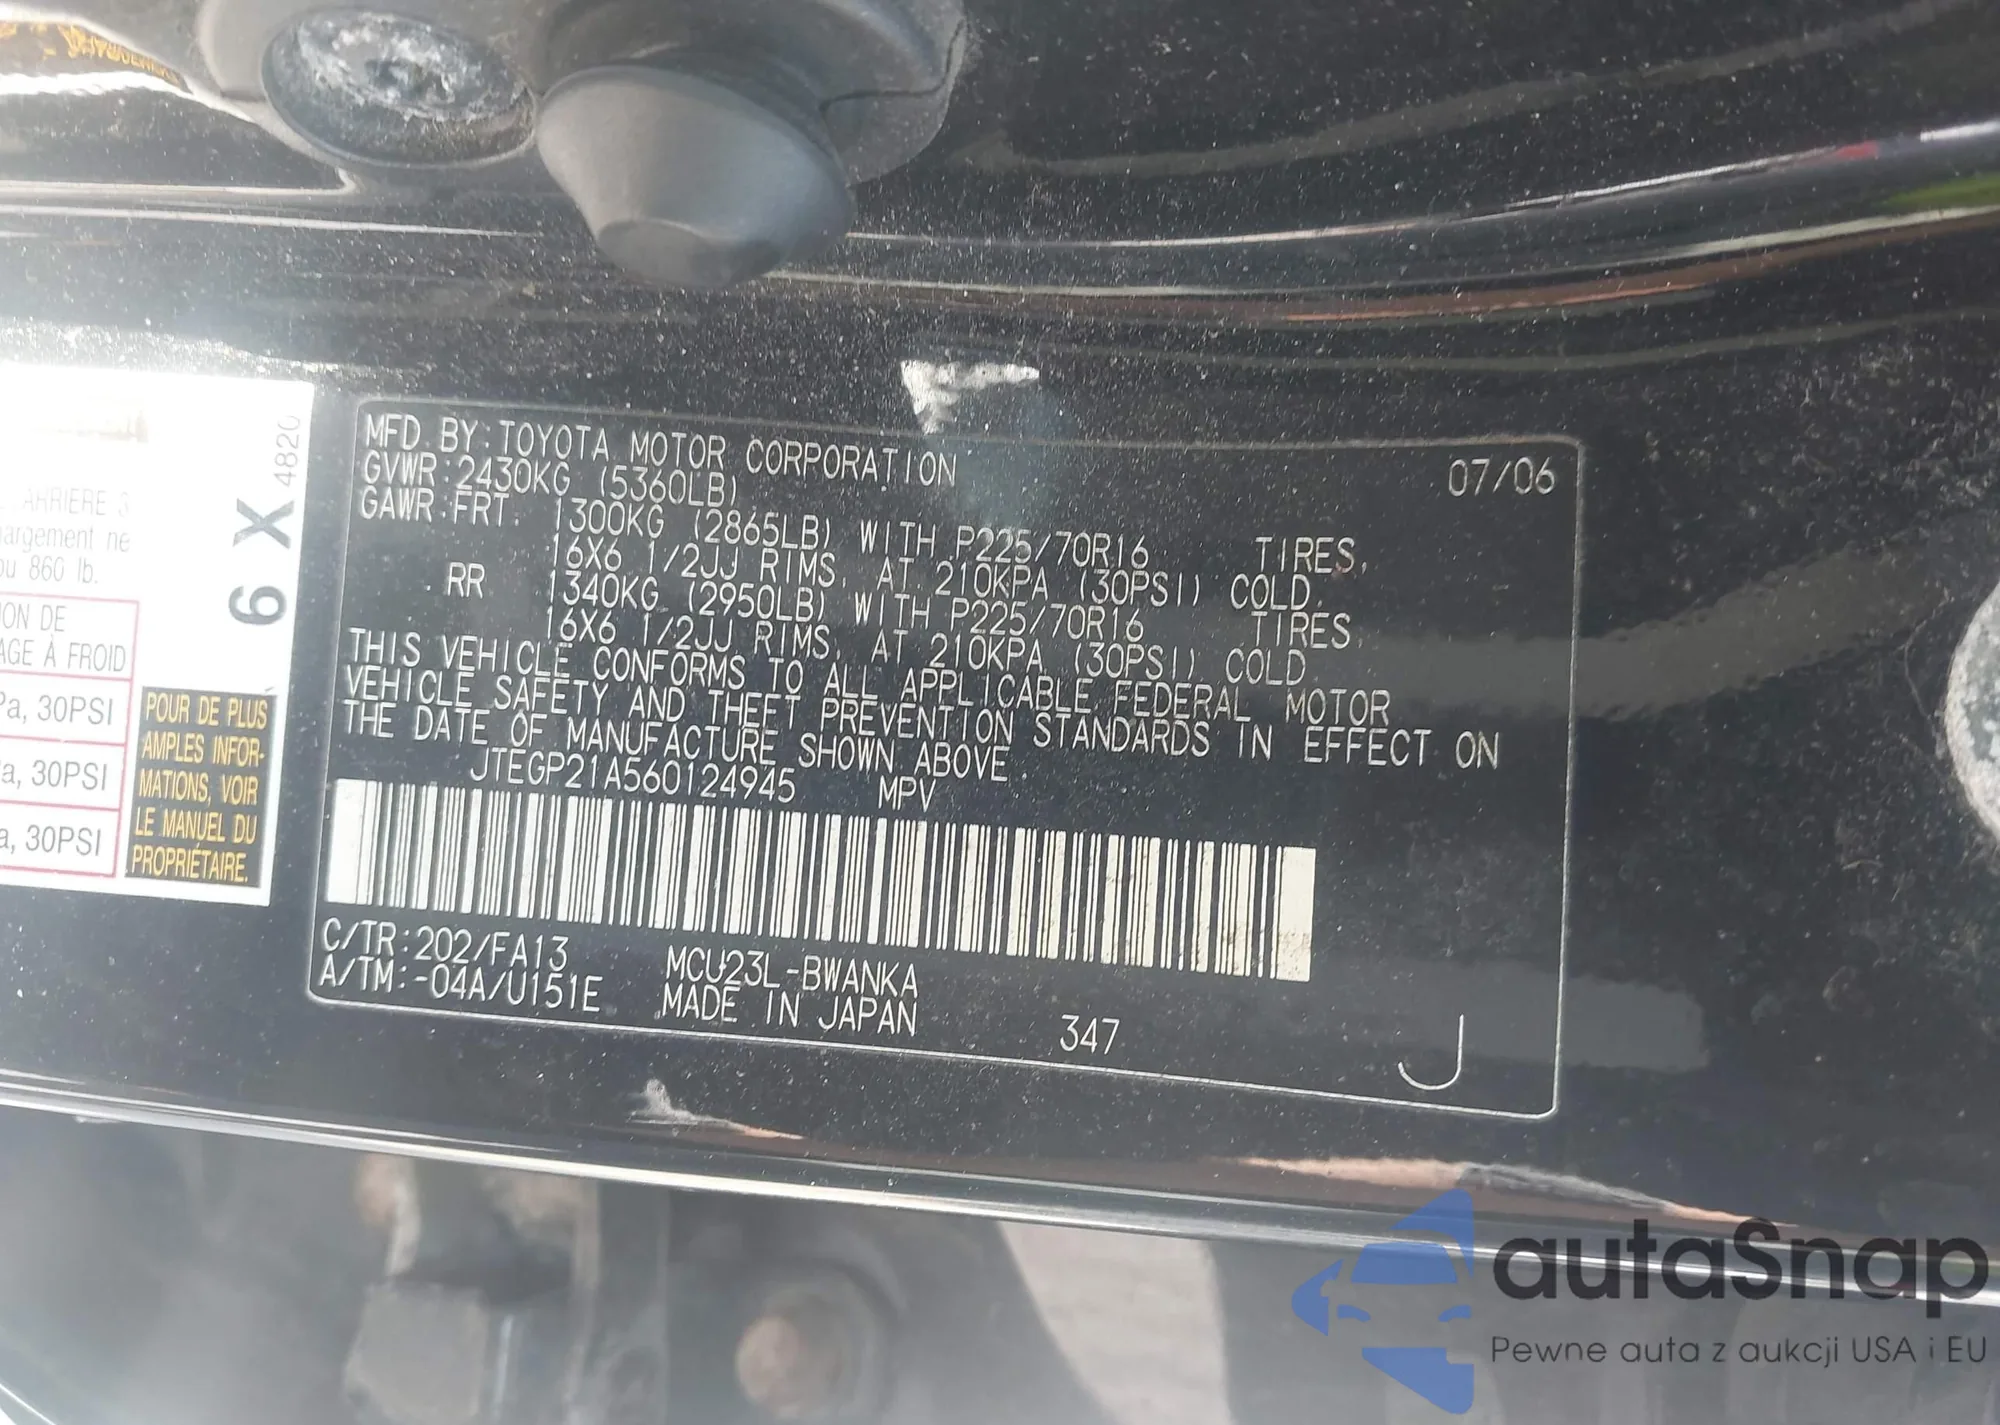 4820
6 X
ARRIERE 3
argement ne
ou 860 lb.
ION DE
AGE À FROID
Pa, 30PSI
a, 30PSI
a, 30PSI
POUR DE PLUS
AMPLES INFOR-
MATIONS, VOIR
LE MANUEL DU
PROPRIÉTAIRE.
MFD. BY: TOYOTA MOTOR CORPORATION 07/06
GVWR: 2430KG (5360LB)
GAWR: FRT. 1300KG (2865LB) WITH P225/70R16 TIRES,
16X6 1/2JJ RIMS, AT 210KPA (30PSI) COLD.
RR 1340KG (2950LB) WITH P225/70R16 TIRES,
16X6 1/2JJ RIMS, AT 210KPA (30PSI) COLD.
THIS VEHICLE CONFORMS TO ALL APPLICABLE FEDERAL MOTOR
VEHICLE SAFETY AND THEFT PREVENTION STANDARDS IN EFFECT ON
THE DATE OF MANUFACTURE SHOWN ABOVE.
JTEGP21A560124945 MPV
C/TR: 202/FA13 MCU23L-BWANKA
A/TM: -04A/U151E MADE IN JAPAN
347 J
autaSnap
Pewne auta z aukcji USA i EU